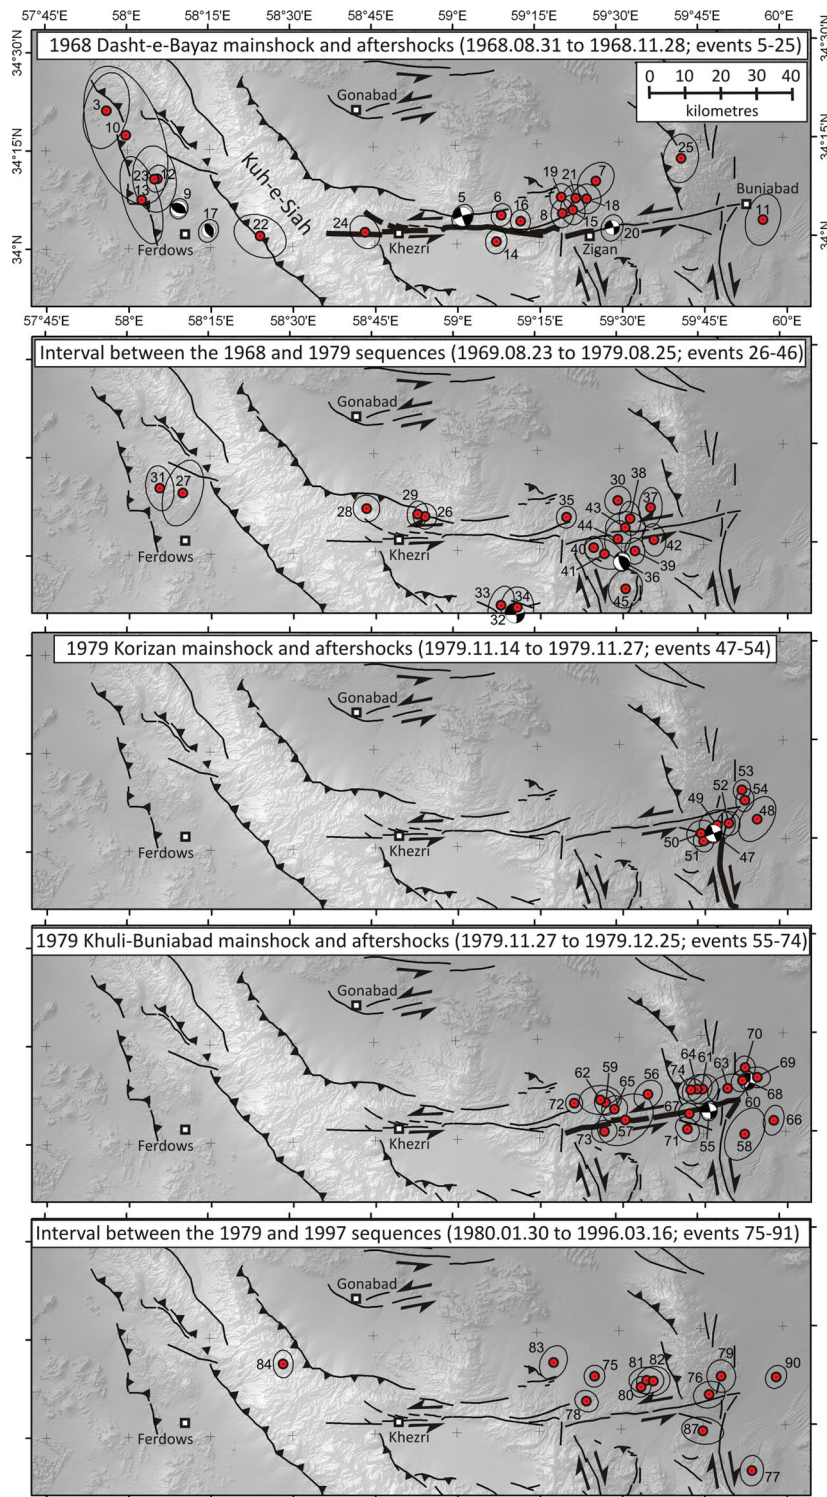 57°45'E 58°E 58°15'E 58°30'E 58°45'E 59°E 59°15'E 59°30'E 59°45'E 60°E
34°30'N 34°30'N
1968 Dasht-e-Bayaz mainshock and aftershocks (1968.08.31 to 1968.11.28; events 5-25)
0 10 20 30 40
kilometres
Gonabad
3
10
34°15'N 34°15'N
Kuh-e-Siah
25
23 12
19 21 7
13 9
5 6 16 8 15 18
Buniabad
17 22 24
20 11
34°N 34°N
Ferdows Khezri 14 Zigan
57°45'E 58°E 58°15'E 58°30'E 58°45'E 59°E 59°15'E 59°30'E 59°45'E 60°E
Interval between the 1968 and 1979 sequences (1969.08.23 to 1979.08.25; events 26-46)
Gonabad
31 27
28 29 26
35 30 38 37
43 44
40 42
41 39
Ferdows Khezri
36
33 34
32 45
1979 Korizan mainshock and aftershocks (1979.11.14 to 1979.11.27; events 47-54)
Gonabad
53
52 54
49 48
50 47
51
Ferdows Khezri
1979 Khuli-Buniabad mainshock and aftershocks (1979.11.27 to 1979.12.25; events 55-74)
Gonabad
70
64 61
62 59 56 74 63 69
65 68
72 67 60
57 66
73 71 55 58
Ferdows Khezri
Interval between the 1979 and 1997 sequences (1980.01.30 to 1996.03.16; events 75-91)
Gonabad
84
83 75 81 82 79 90
80 76
78
87
77
Ferdows Khezri